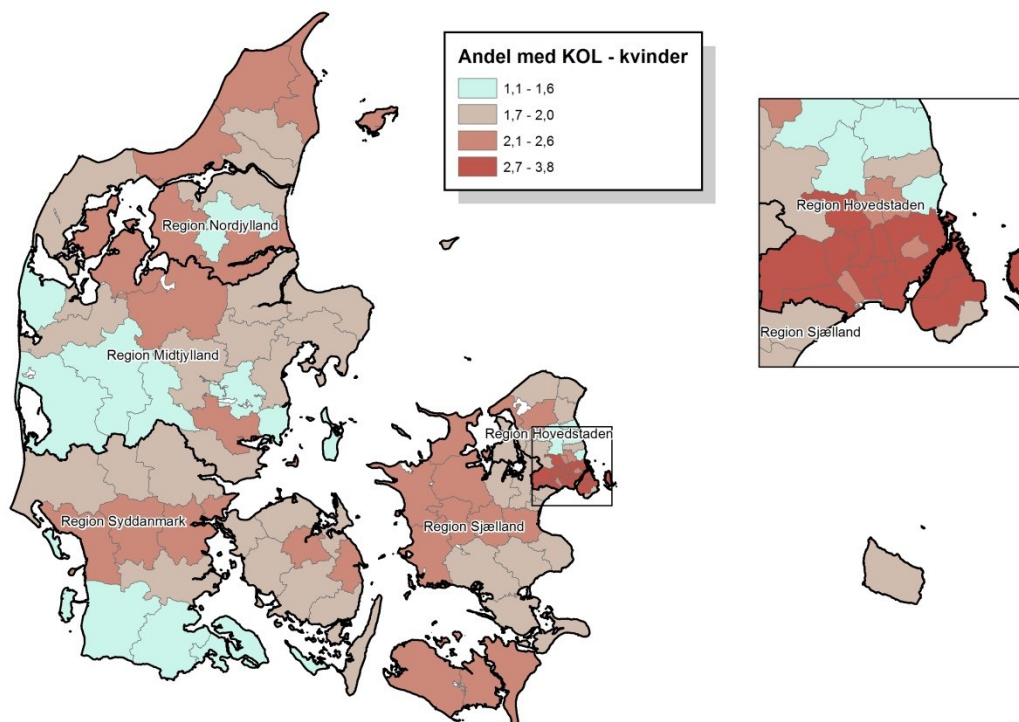 Andel med KOL - kvinder
1,1 - 1,6
1,7 - 2,0
2,1 - 2,6
2,7 - 3,8
Region Nordjylland
Region Hovedstaden
Region Sjælland
Region Midtjylland
Region Hovedstaden
Region Syddanmark
Region Sjælland